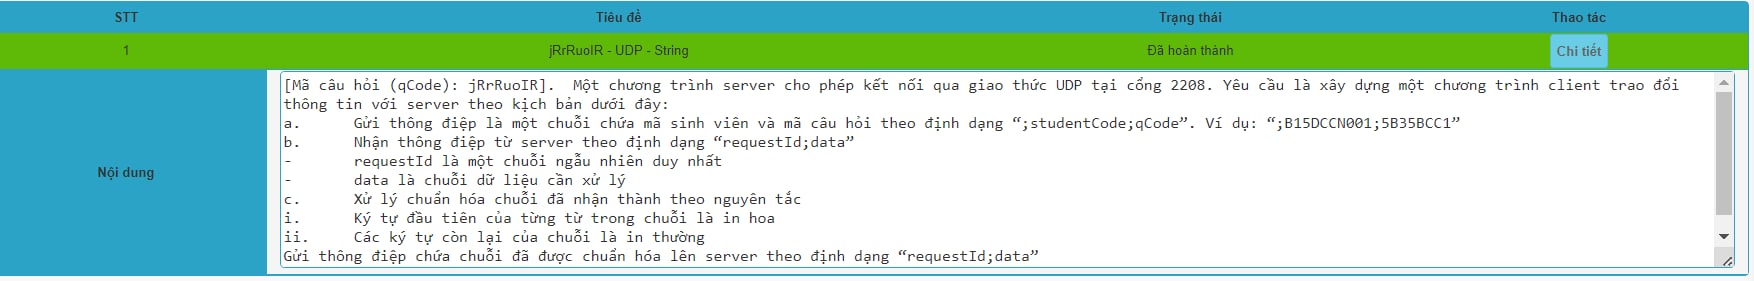 STT Tiêu đề Trạng thái Thao tác
1 jRrRuoIR - UDP - String Đã hoàn thành Chi tiết
Nội dung
[Mã câu hỏi (qCode): jRrRuoIR].  Một chương trình server cho phép kết nối qua giao thức UDP tại cổng 2208. Yêu cầu là xây dựng một chương trình client trao đổi
thông tin với server theo kịch bản dưới đây:
a. Gửi thông điệp là một chuỗi chứa mã sinh viên và mã câu hỏi theo định dạng “;studentCode;qCode”. Ví dụ: “;B15DCCN001;5B35BCC1”
b. Nhận thông điệp từ server theo định dạng “requestId;data”
- requestId là một chuỗi ngẫu nhiên duy nhất
- data là chuỗi dữ liệu cần xử lý
c. Xử lý chuẩn hóa chuỗi đã nhận thành theo nguyên tắc
i. Ký tự đầu tiên của từng từ trong chuỗi là in hoa
ii. Các ký tự còn lại của chuỗi là in thường
Gửi thông điệp chứa chuỗi đã được chuẩn hóa lên server theo định dạng “requestId;data”